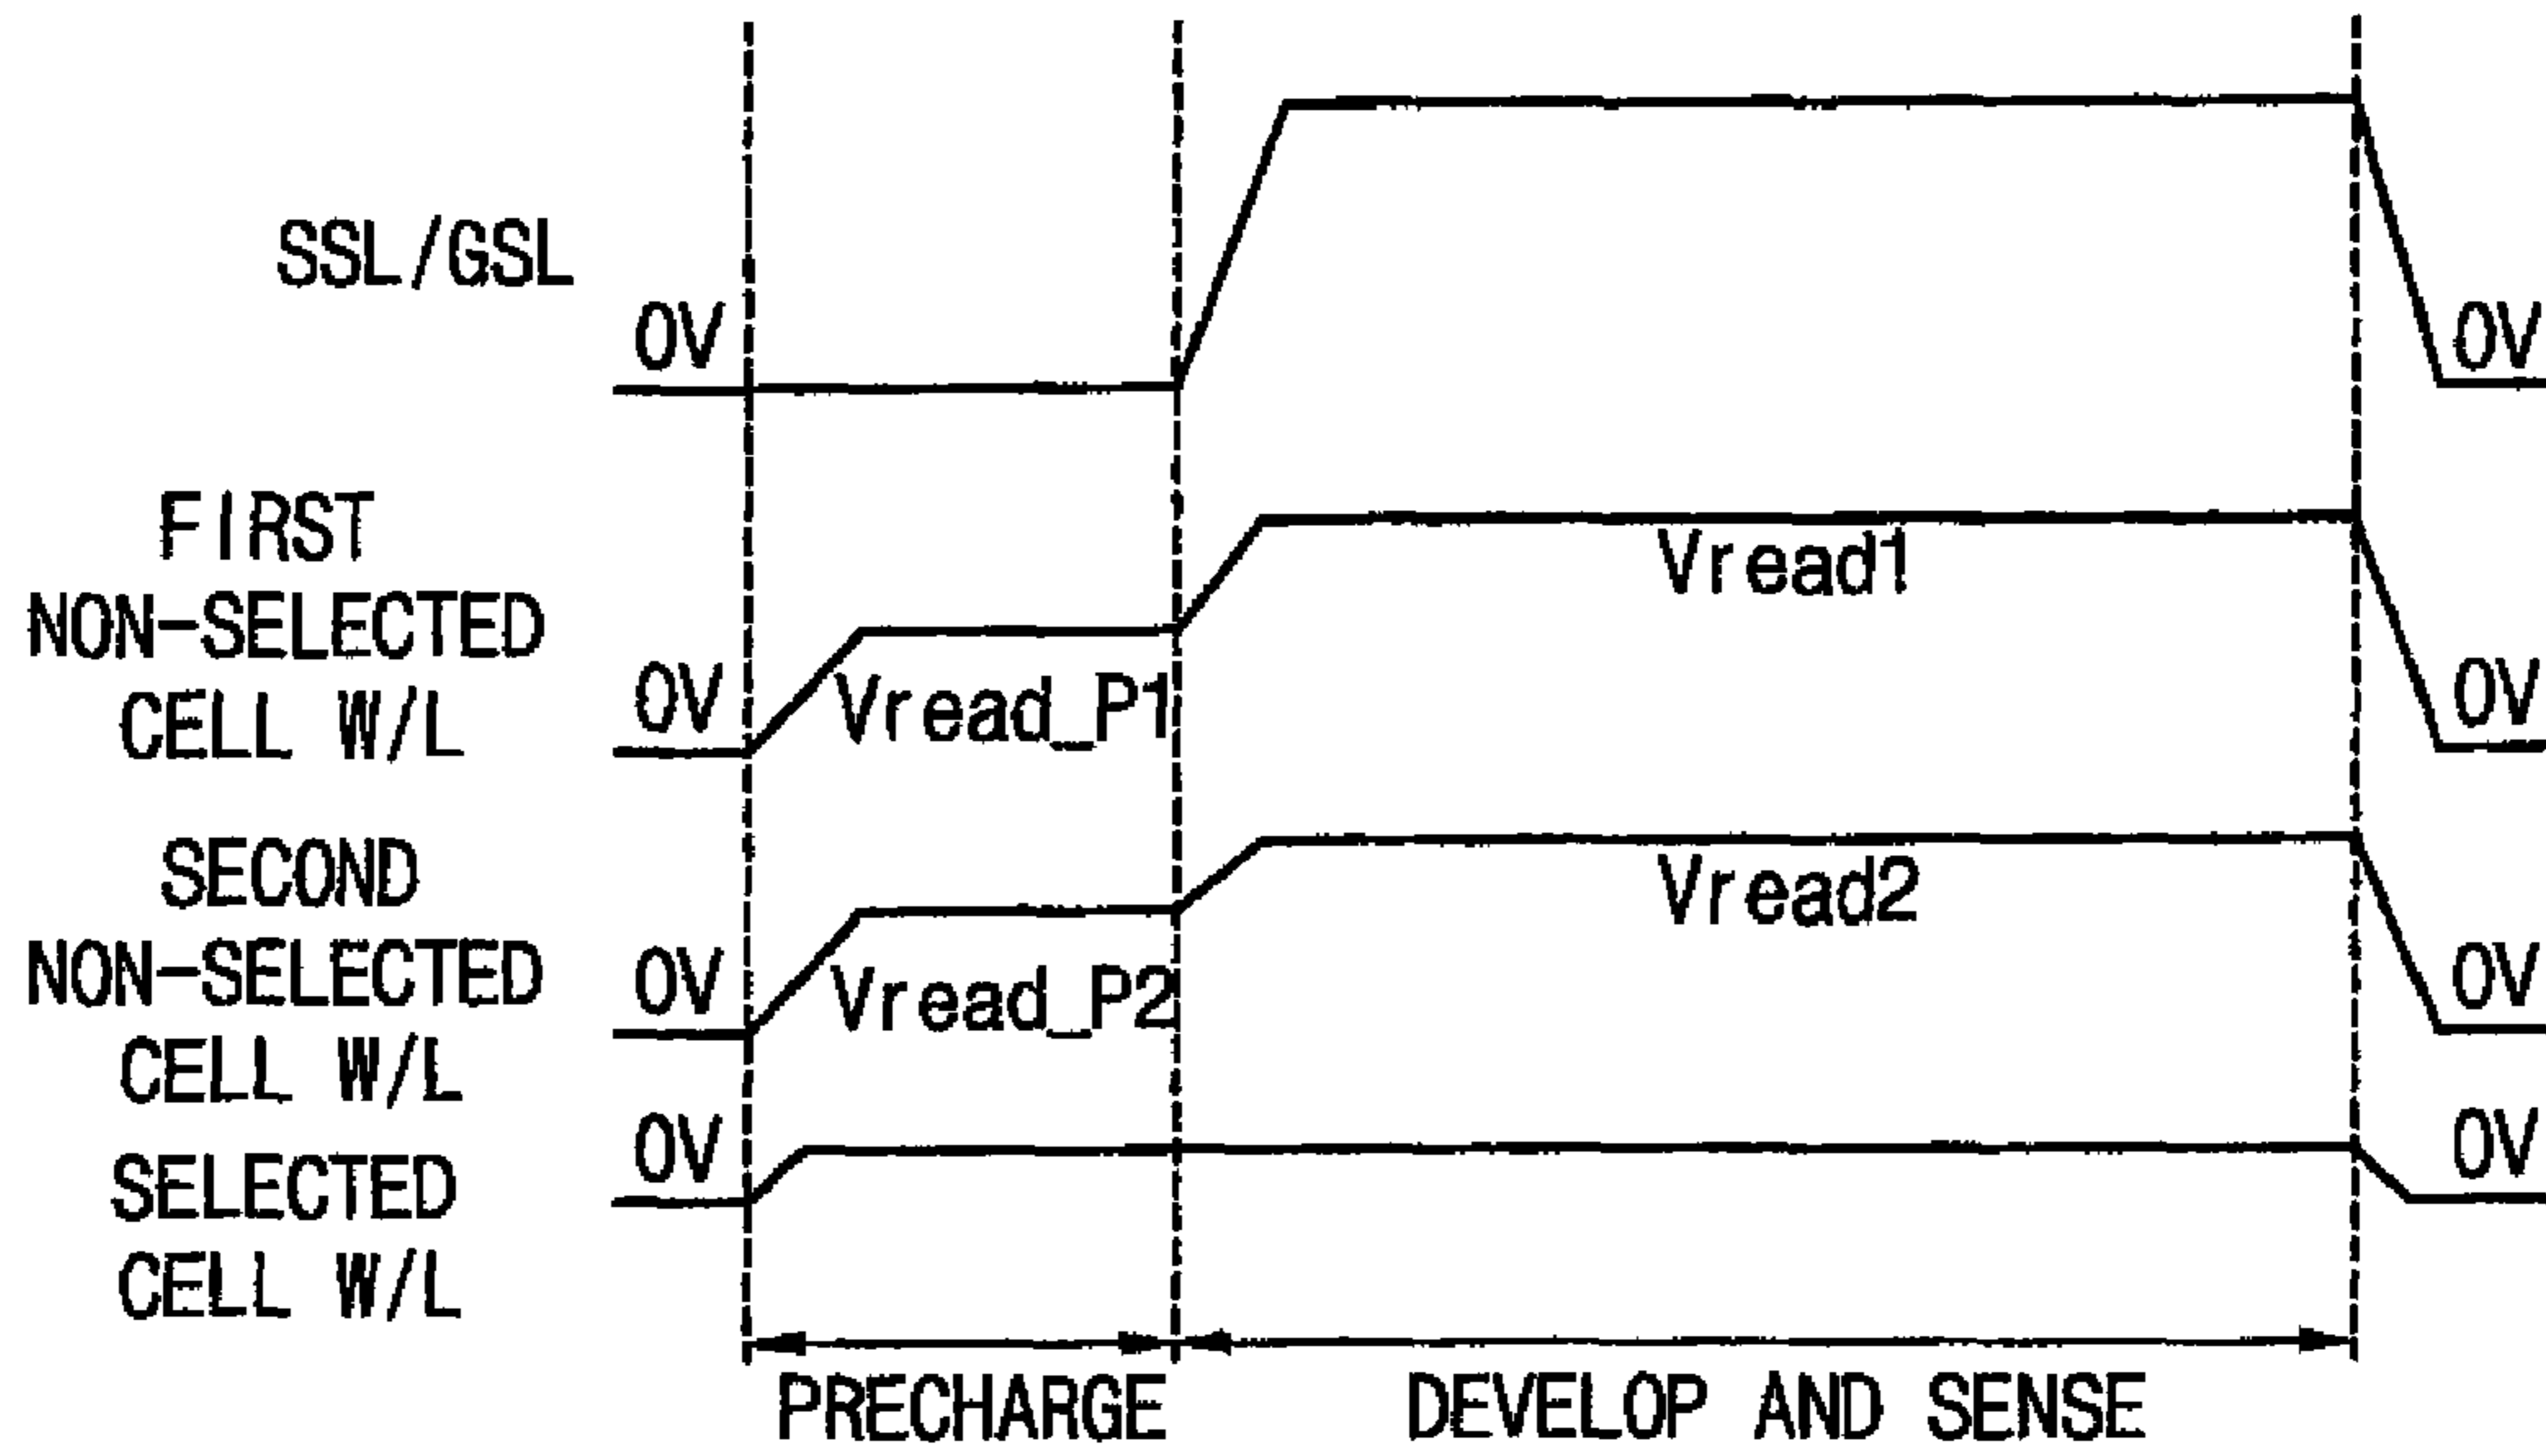 SSL/GSL
0V
0V
FIRST
NON-SELECTED
CELL W/L
0V
Vread_P1
Vread1
0V
SECOND
NON-SELECTED
CELL W/L
0V
Vread_P2
Vread2
0V
SELECTED
CELL W/L
0V
0V
PRECHARGE
DEVELOP AND SENSE